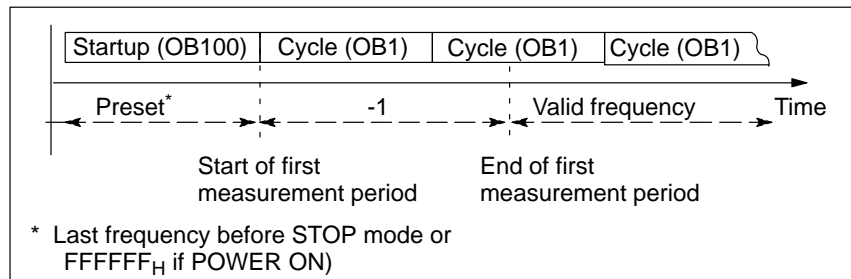 Startup (OB100) Cycle (OB1) Cycle (OB1) Cycle (OB1)
Preset* -1 Valid frequency Time
Start of first measurement period
End of first measurement period
* Last frequency before STOP mode or
FFFFFFH if POWER ON)